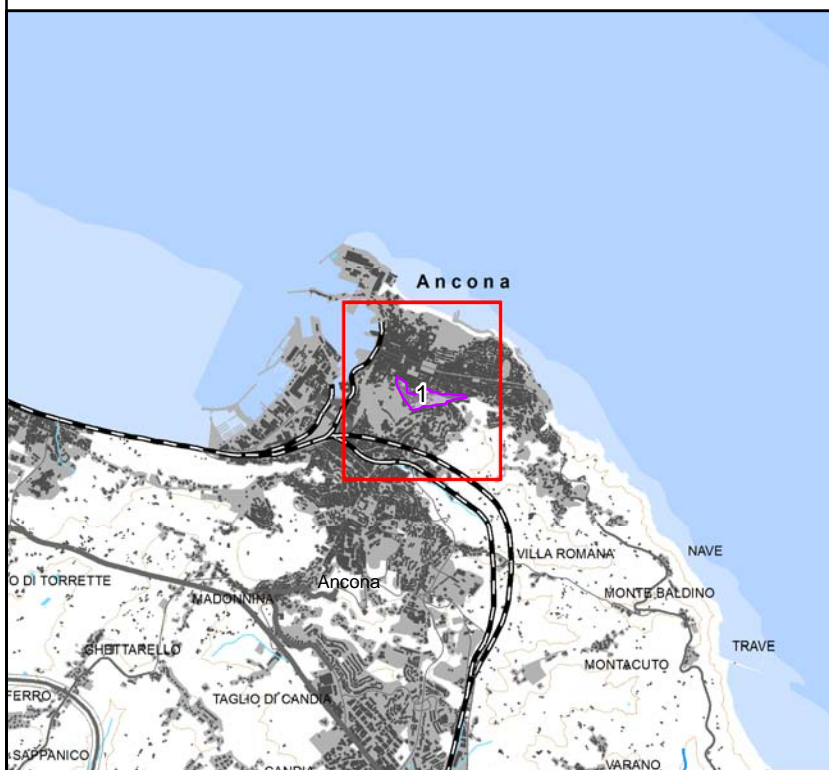 Ancona
1
VILLA ROMANA
NAVE
O DI TORRETTE
Ancona
MADONNINA
MONTE BALDINO
GHETTARELLO
TRAVE
MONTACUTO
FERRO
TAGLIO DI CANDIA
SAPPANICO
CANDIA
VARANO